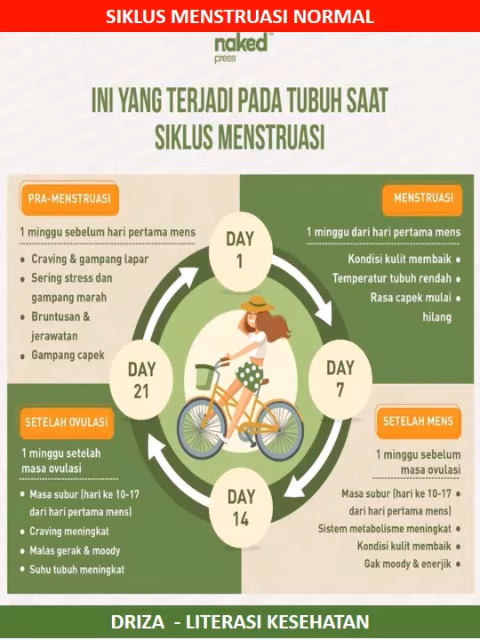 SIKLUS MENSTRUASI NORMAL
naked
press
INI YANG TERJADI PADA TUBUH SAAT
SIKLUS MENSTRUASI
PRA-MENSTRUASI
1 minggu sebelum hari pertama mens
• Craving & gampang lapar
• Sering stress dan
gampang marah
• Bruntusan &
jerawatan
• Gampang capek
MENSTRUASI
1 minggu dari hari pertama mens
Kondisi kulit membaik •
Temperatur tubuh rendah •
Rasa capek mulai •
hilang
DAY
1
DAY
7
DAY
14
DAY
21
SETELAH OVULASI
1 minggu setelah
masa ovulasi
• Masa subur (hari ke 10-17
dari hari pertama mens)
• Craving meningkat
• Malas gerak & moody
• Suhu tubuh meningkat
SETELAH MENS
1 minggu sebelum
masa ovulasi
Masa subur (hari ke 10-17 •
dari hari pertama mens)
Sistem metabolisme meningkat •
Kondisi kulit membaik •
Gak moody & enerjik •
DRIZA - LITERASI KESEHATAN